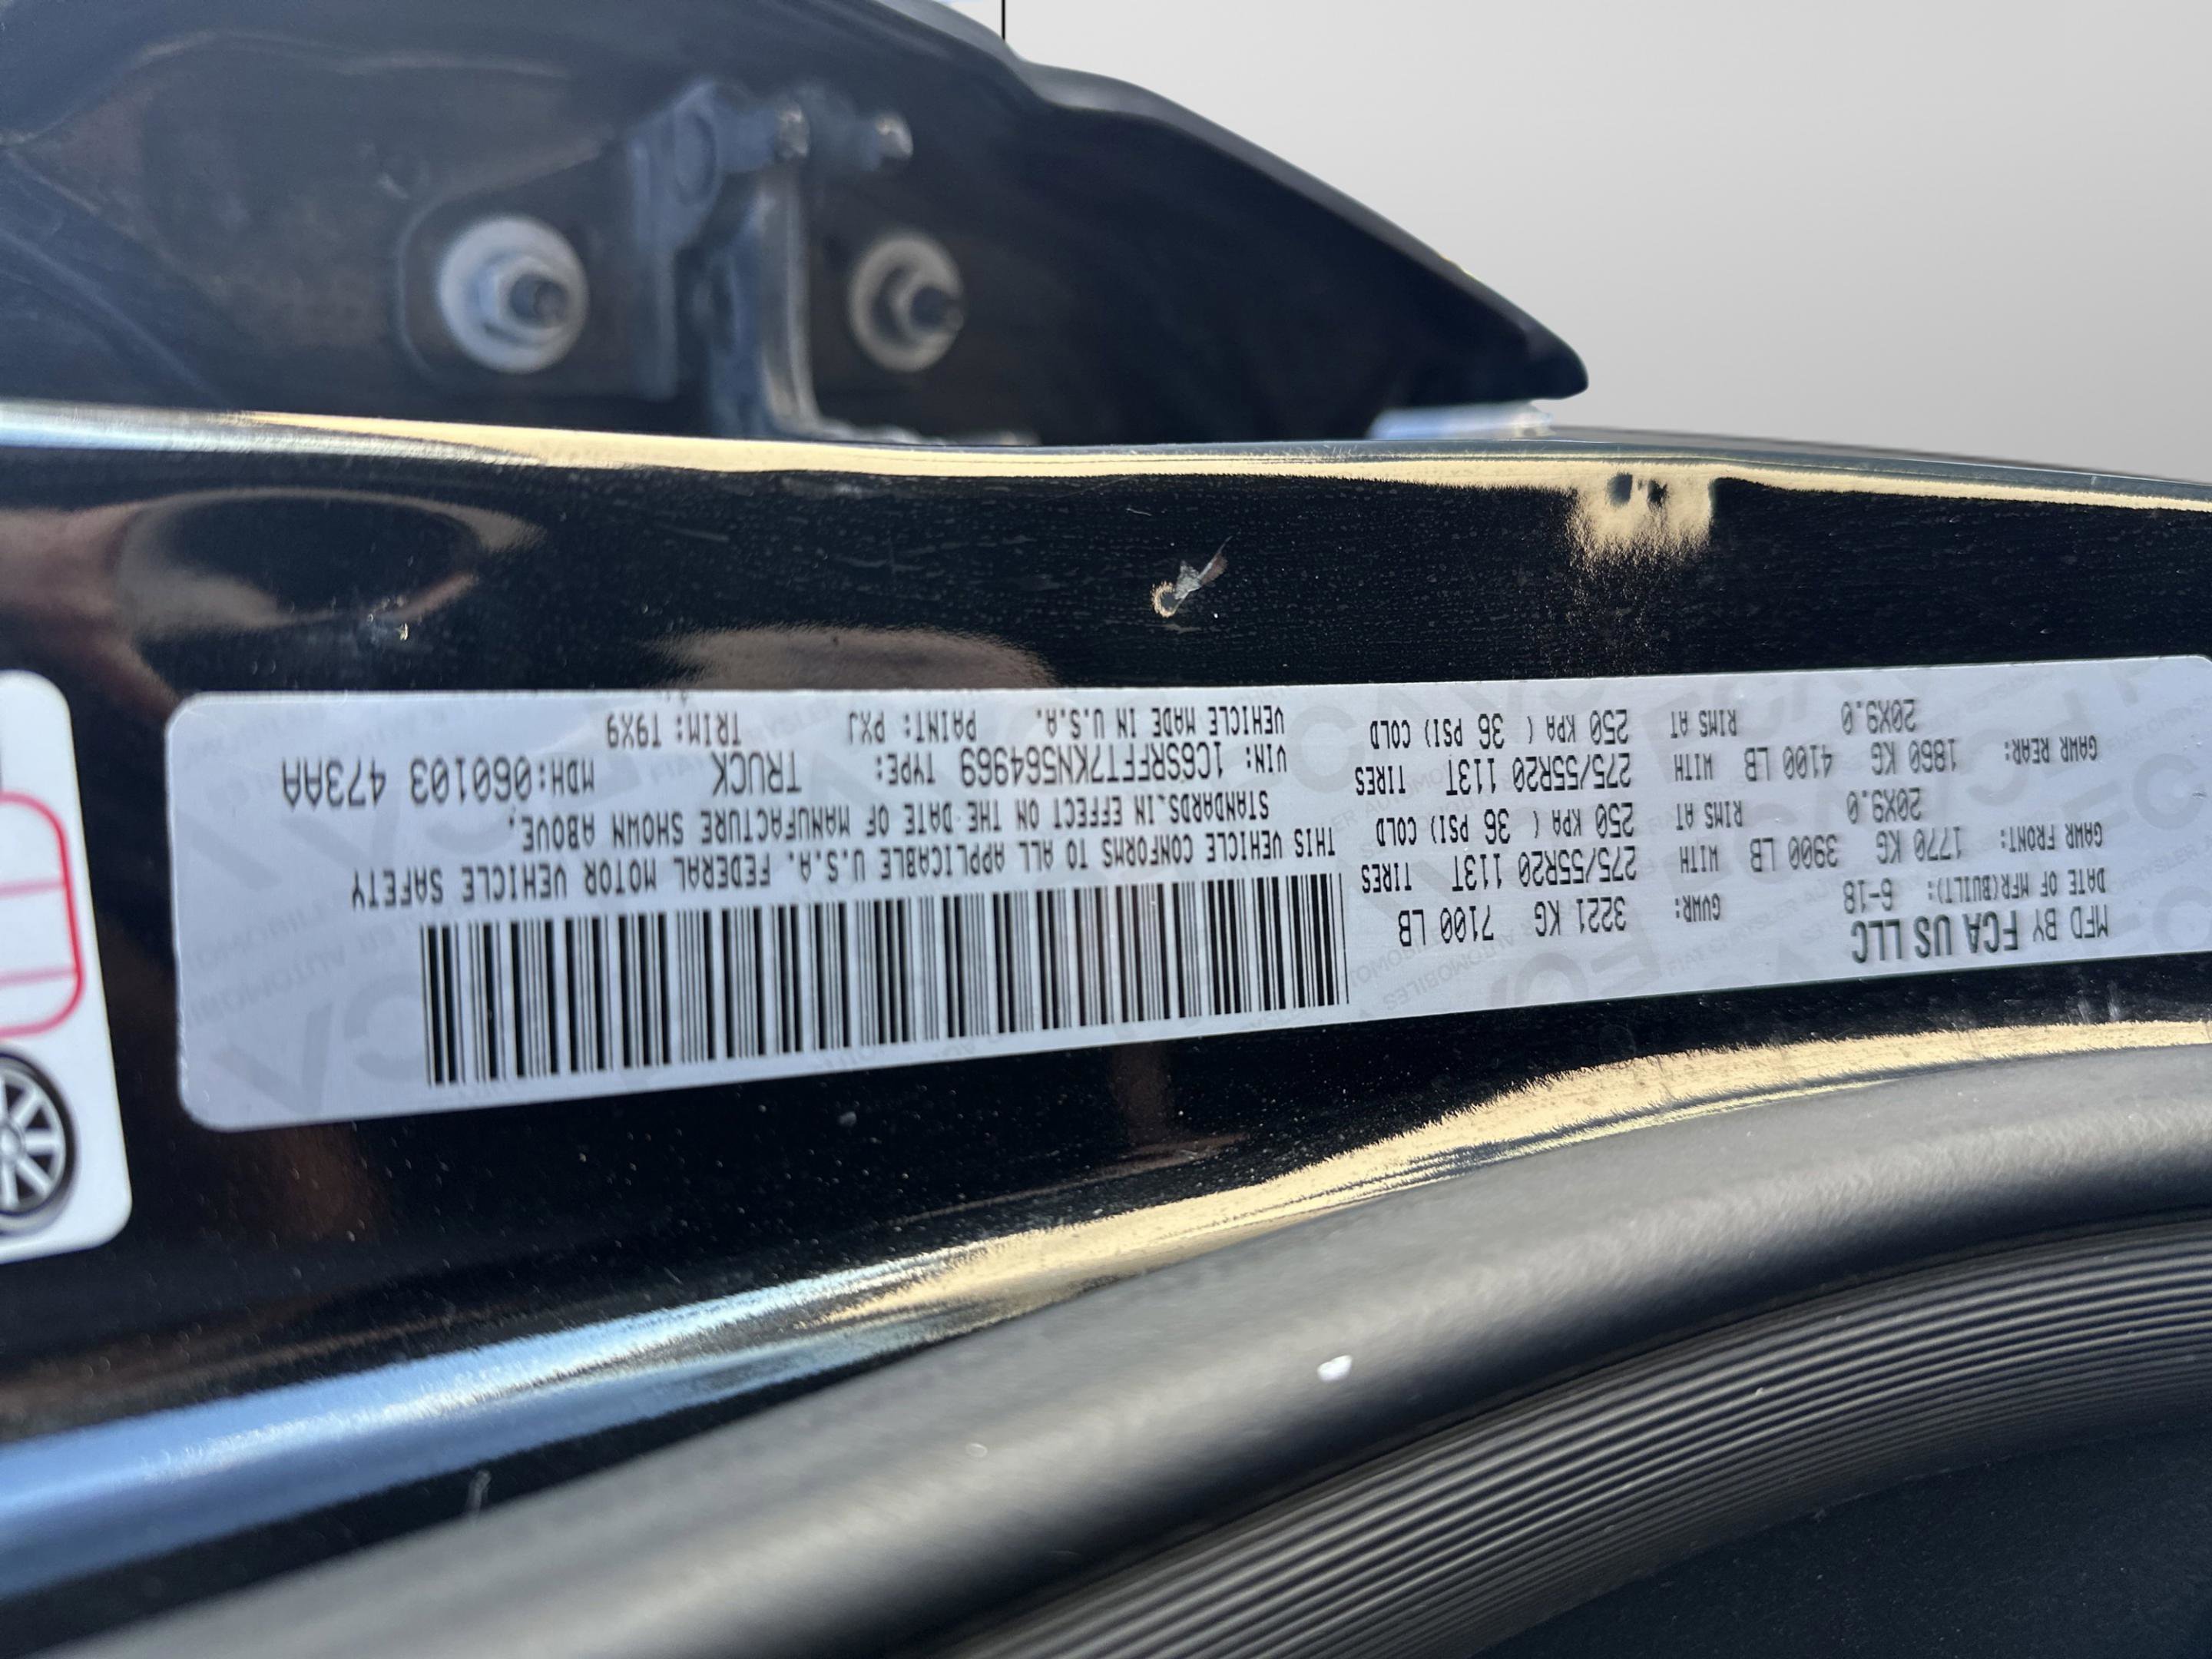 MFD BY FCA US LLC
DATE OF MFR(BUILT): 6-18 GVWR: 3221 KG 7100 LB
GAWR FRONT: 1770 KG 3900 LB WITH 275/55R20 113T TIRES
20X9.0 RIMS AT 250 KPA ( 36 PSI) COLD
GAWR REAR: 1860 KG 4100 LB WITH 275/55R20 113T TIRES
20X9.0 RIMS AT 250 KPA ( 36 PSI) COLD
THIS VEHICLE CONFORMS TO ALL APPLICABLE U.S.A. FEDERAL MOTOR VEHICLE SAFETY
STANDARDS.IN EFFECT ON THE DATE OF MANUFACTURE SHOWN ABOVE.
VIN: 1C6SRFFT7KN564969 TYPE: TRUCK MDH:060103 473AA
VEHICLE MADE IN U.S.A. PAINT: PXJ TRIM: T9X9